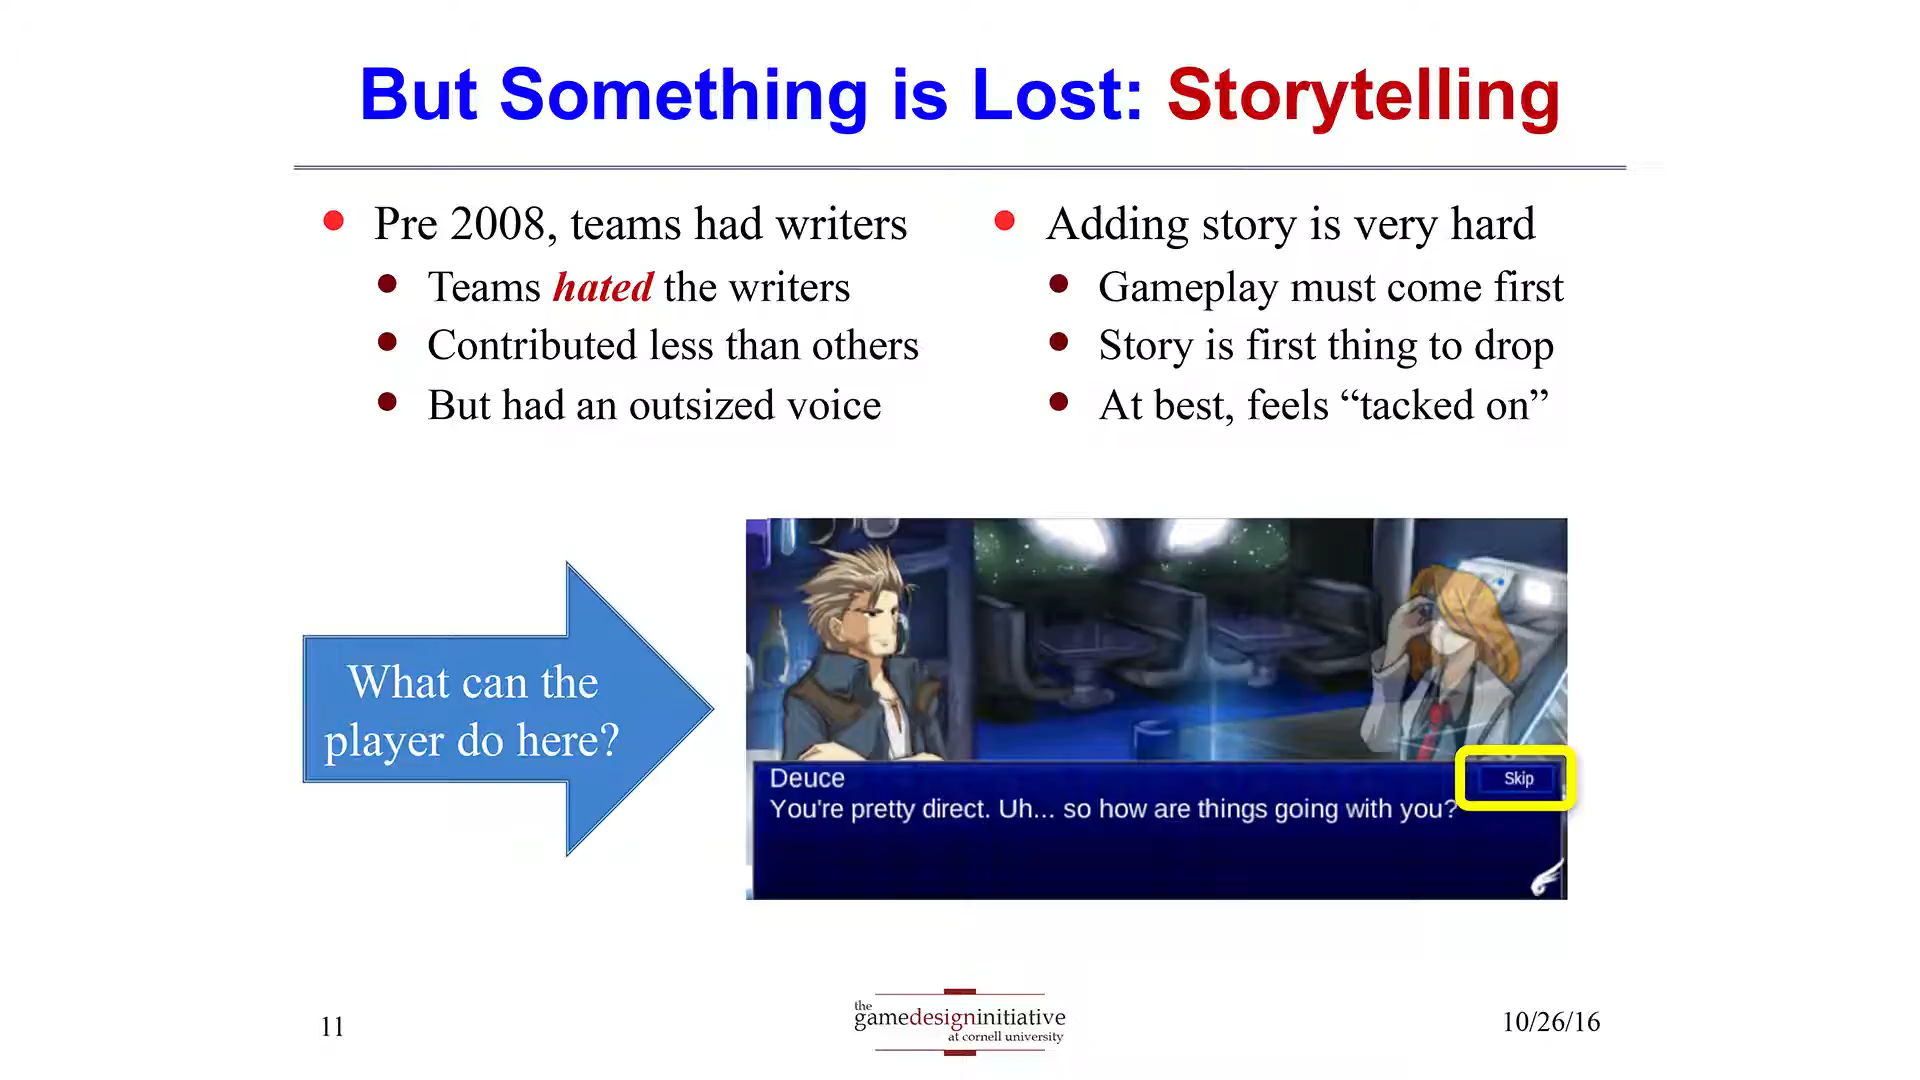 But Something is Lost: Storytelling
Pre 2008, teams had writers
Teams hated the writers
Contributed less than others
But had an outsized voice
Adding story is very hard
Gameplay must come first
Story is first thing to drop
At best, feels “tacked on”
What can the
player do here?
Deuce
Skip
You're pretty direct. Uh... so how are things going with you?
11
the
gamedesigninitiative
at cornell university
10/26/16